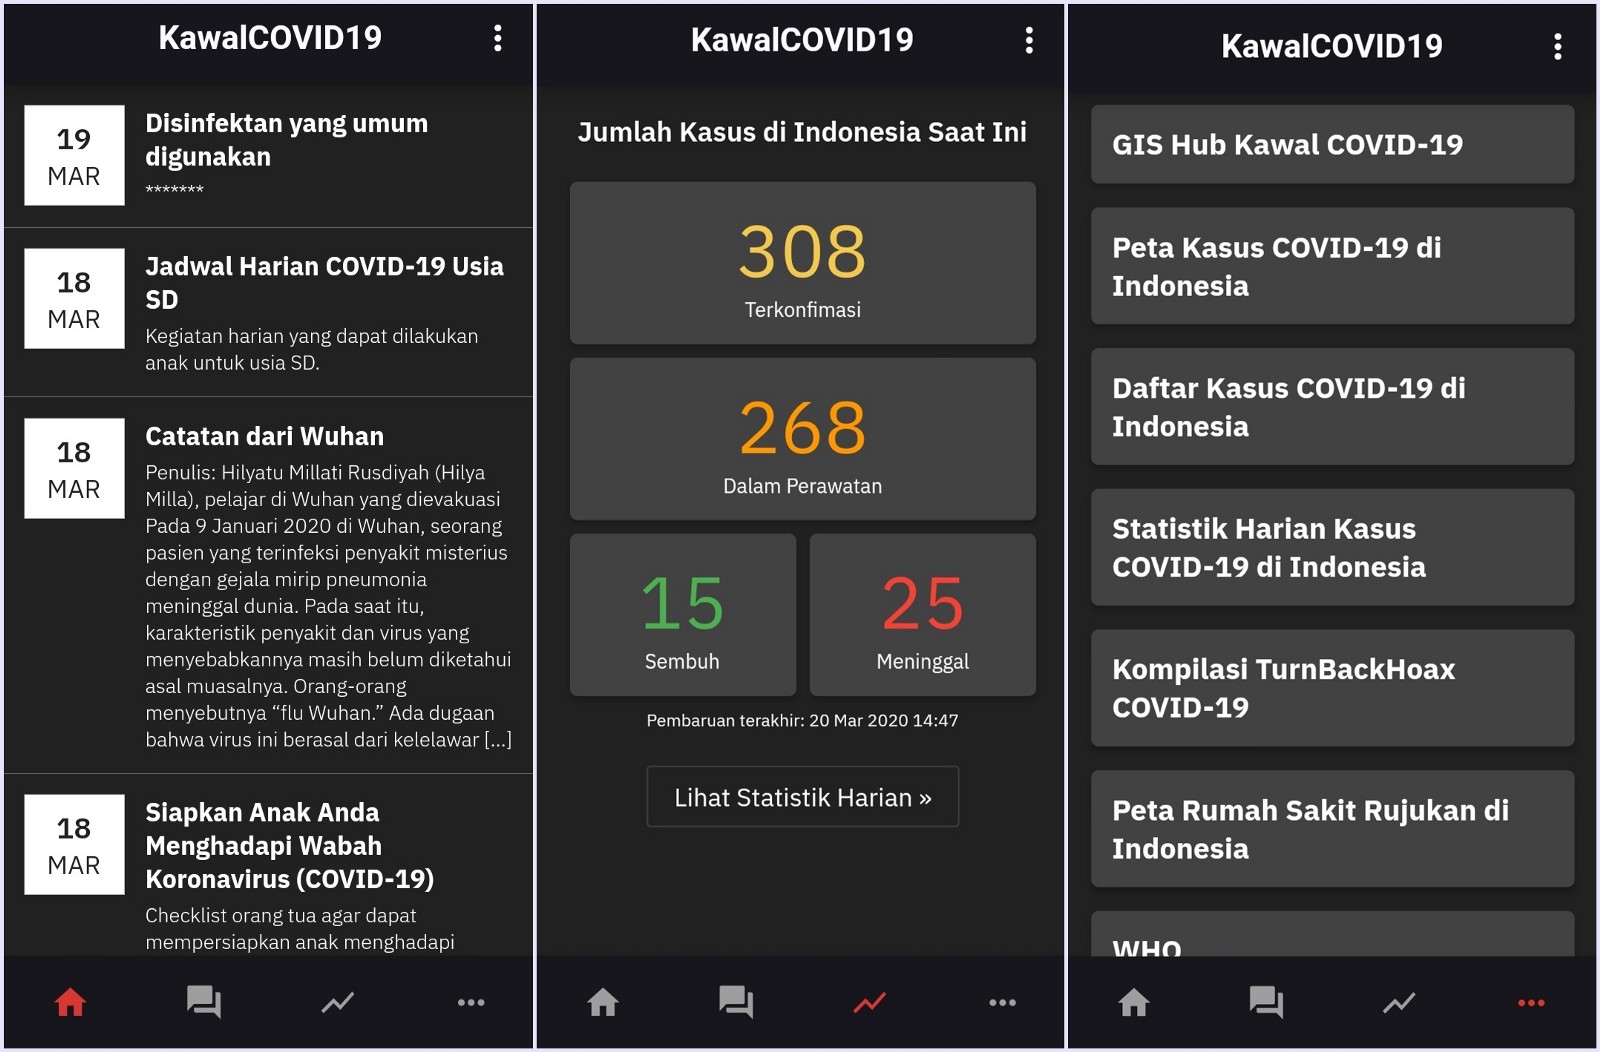 KawalCOVID19
19
MAR
Disinfektan yang umum
digunakan
*******
18
MAR
Jadwal Harian COVID-19 Usia
SD
Kegiatan harian yang dapat dilakukan
anak untuk usia SD.
18
MAR
Catatan dari Wuhan
Penulis: Hilyatu Millati Rusdiyah (Hilya
Milla), pelajar di Wuhan yang dievakuasi
Pada 9 Januari 2020 di Wuhan, seorang
pasien yang terinfeksi penyakit misterius
dengan gejala mirip pneumonia
meninggal dunia. Pada saat itu,
karakteristik penyakit dan virus yang
menyebabkannya masih belum diketahui
asal muasalnya. Orang-orang
menyebutnya “flu Wuhan.” Ada dugaan
bahwa virus ini berasal dari kelelawar [...]
18
MAR
Siapkan Anak Anda
Menghadapi Wabah
Koronavirus (COVID-19)
Checklist orang tua agar dapat
mempersiapkan anak menghadapi
KawalCOVID19
Jumlah Kasus di Indonesia Saat Ini
308
Terkonfimasi
268
Dalam Perawatan
15
Sembuh
25
Meninggal
Pembaruan terakhir: 20 Mar 2020 14:47
Lihat Statistik Harian »
KawalCOVID19
GIS Hub Kawal COVID-19
Peta Kasus COVID-19 di
Indonesia
Daftar Kasus COVID-19 di
Indonesia
Statistik Harian Kasus
COVID-19 di Indonesia
Kompilasi TurnBackHoax
COVID-19
Peta Rumah Sakit Rujukan di
Indonesia
WHO